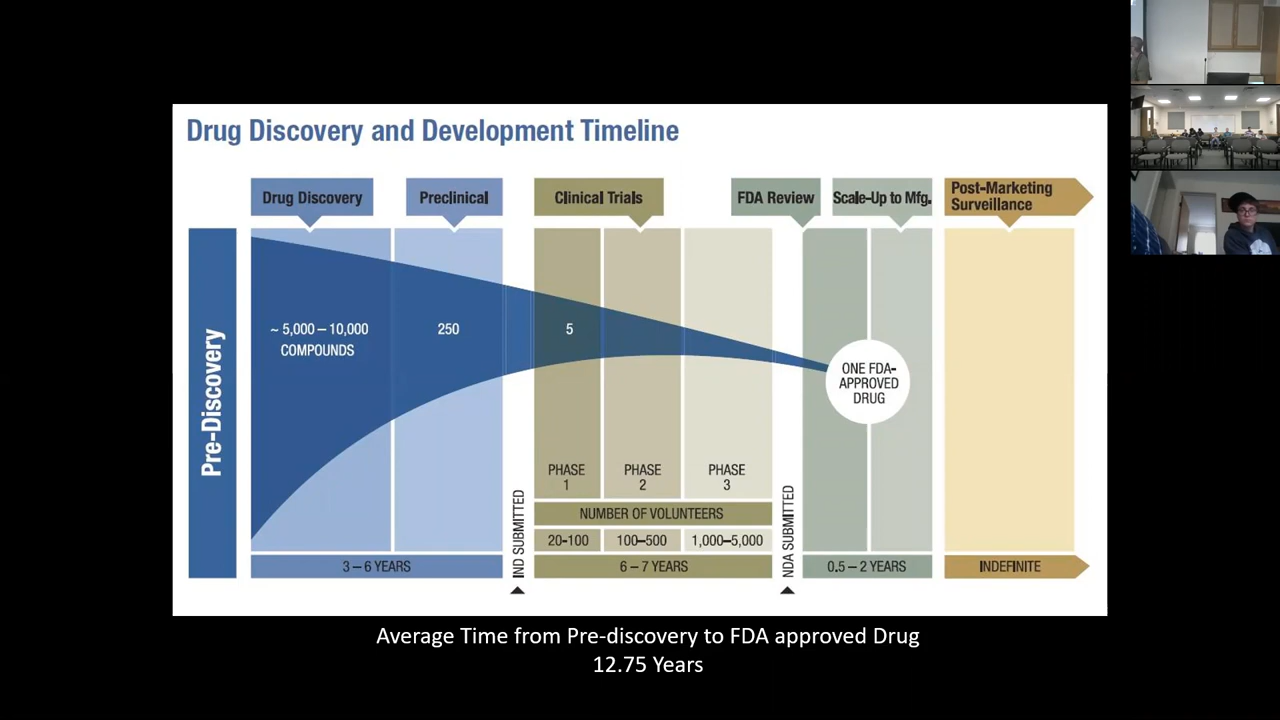 Drug Discovery and Development Timeline
Drug Discovery
Preclinical
Clinical Trials
FDA Review
Scale-Up to Mfg.
Post-Marketing
Surveillance
Pre-Discovery
~ 5,000 – 10,000
COMPOUNDS
250
5
ONE FDA-
APPROVED
DRUG
PHASE
1
PHASE
2
PHASE
3
IND SUBMITTED
NUMBER OF VOLUNTEERS
NDA SUBMITTED
20-100
100–500
1,000–5,000
3 – 6 YEARS
6 – 7 YEARS
0.5 – 2 YEARS
INDEFINITE
Average Time from Pre-discovery to FDA approved Drug
12.75 Years